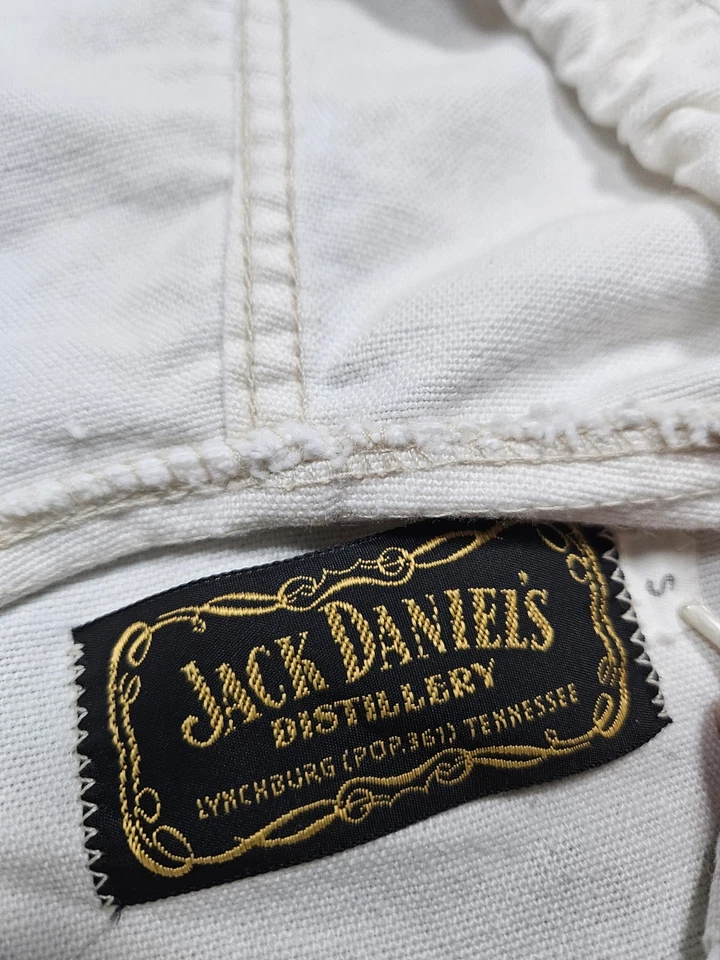 JACK DANIEL'S
DISTILLERY
LYNCHBURG (POP.361) TENNESSEE
S